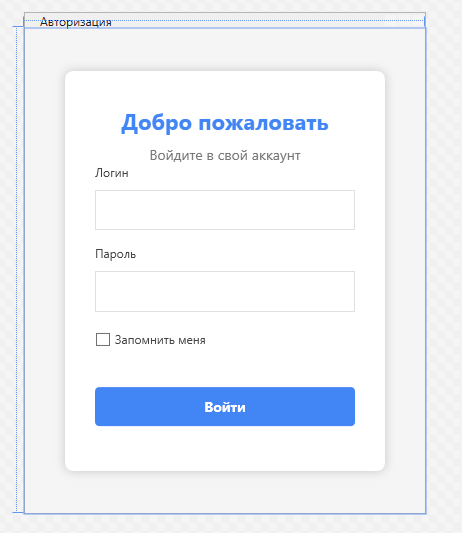 Авторизация
Добро пожаловать
Войдите в свой аккаунт
Логин
Пароль
Запомнить меня
Войти